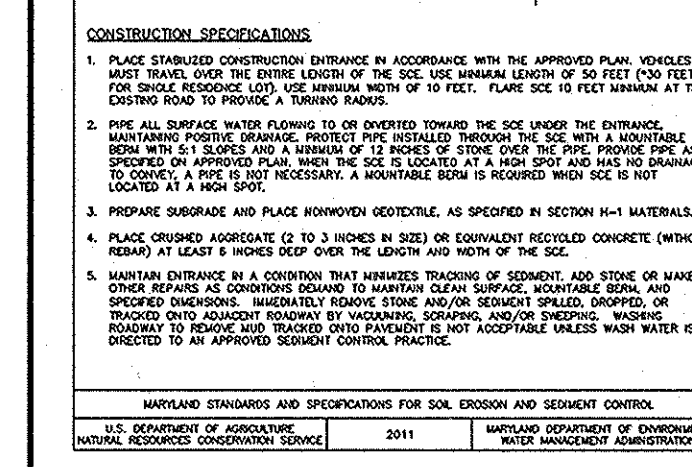 CONSTRUCTION SPECIFICATIONS
1. PLACE STABILIZED CONSTRUCTION ENTRANCE IN ACCORDANCE WITH THE APPROVED PLAN. VEHICLES
MUST TRAVEL OVER THE ENTIRE LENGTH OF THE SCE. USE MINIMUM LENGTH OF 50 FEET (*30 FEET
FOR SINGLE RESIDENCE LOT). USE MINIMUM WIDTH OF 10 FEET. FLARE SCE 10 FEET MINIMUM AT
EXISTING ROAD TO PROVIDE A TURNING RADIUS.
2. PIPE ALL SURFACE WATER FLOWING TO OR DIVERTED TOWARD THE SCE UNDER THE ENTRANCE,
MAINTAINING POSITIVE DRAINAGE. PROTECT PIPE INSTALLED THROUGH THE SCE WITH A MOUNTABLE
BERM WITH 5:1 SLOPES AND A MINIMUM OF 12 INCHES OF STONE OVER THE PIPE. PROVIDE PIPE AS
SPECIFIED ON APPROVED PLAN. WHEN THE SCE IS LOCATED AT A HIGH SPOT AND HAS NO DRAINA
TO CONVEY, A PIPE IS NOT NECESSARY. A MOUNTABLE BERM IS REQUIRED WHEN SCE IS NOT
LOCATED AT A HIGH SPOT.
3. PREPARE SUBGRADE AND PLACE NONWOVEN GEOTEXTILE, AS SPECIFIED IN SECTION H-1 MATERIALS.
4. PLACE CRUSHED AGGREGATE (2 TO 3 INCHES IN SIZE) OR EQUIVALENT RECYCLED CONCRETE (WITHO
REBAR) AT LEAST 6 INCHES DEEP OVER THE LENGTH AND WIDTH OF THE SCE.
5. MAINTAIN ENTRANCE IN A CONDITION THAT MINIMIZES TRACKING OF SEDIMENT. ADD STONE OR MAKE
OTHER REPAIRS AS CONDITIONS DEMAND TO MAINTAIN CLEAN SURFACE, MOUNTABLE BERM, AND
SPECIFIED DIMENSIONS. IMMEDIATELY REMOVE STONE AND/OR SEDIMENT SPILLED, DROPPED, OR
TRACKED ONTO ADJACENT ROADWAY BY VACUUMING, SCRAPING, AND/OR SWEEPING. WASHING
ROADWAY TO REMOVE MUD TRACKED ONTO PAVEMENT IS NOT ACCEPTABLE UNLESS WASH WATER IS
DIRECTED TO AN APPROVED SEDIMENT CONTROL PRACTICE.
MARYLAND STANDARDS AND SPECIFICATIONS FOR SOIL EROSION AND SEDIMENT CONTROL
U.S. DEPARTMENT OF AGRICULTURE
NATURAL RESOURCES CONSERVATION SERVICE
2011
MARYLAND DEPARTMENT OF ENVIRONME
WATER MANAGEMENT ADMINISTRATION